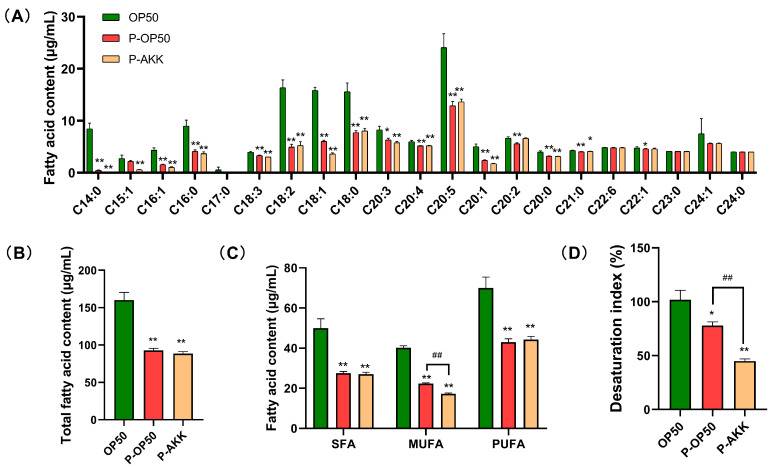 (A)
Fatty acid content (μg/mL)
30
20
10
0
OP50
P-OP50
P-AKK
** ** ** ** ** ** ** ** ** ** ** ** ** ** ** ** * ** ** ** ** ** ** ** ** ** ** ** ** * *
C14:0 C15:1 C16:1 C16:0 C17:0 C18:3 C18:2 C18:1 C18:0 C20:3 C20:4 C20:5 C20:1 C20:2 C20:0 C21:0 C22:6 C22:1 C23:0 C24:1 C24:0
(B)
Total fatty acid content (μg/mL)
200
150
100
50
0
** **
OP50 P-OP50 P-AKK
(C)
Fatty acid content (μg/mL)
80
60
40
20
0
** ** ** ## ** ** **
SFA MUFA PUFA
(D)
Desaturation index (%)
150
100
50
0
* ## **
OP50 P-OP50 P-AKK